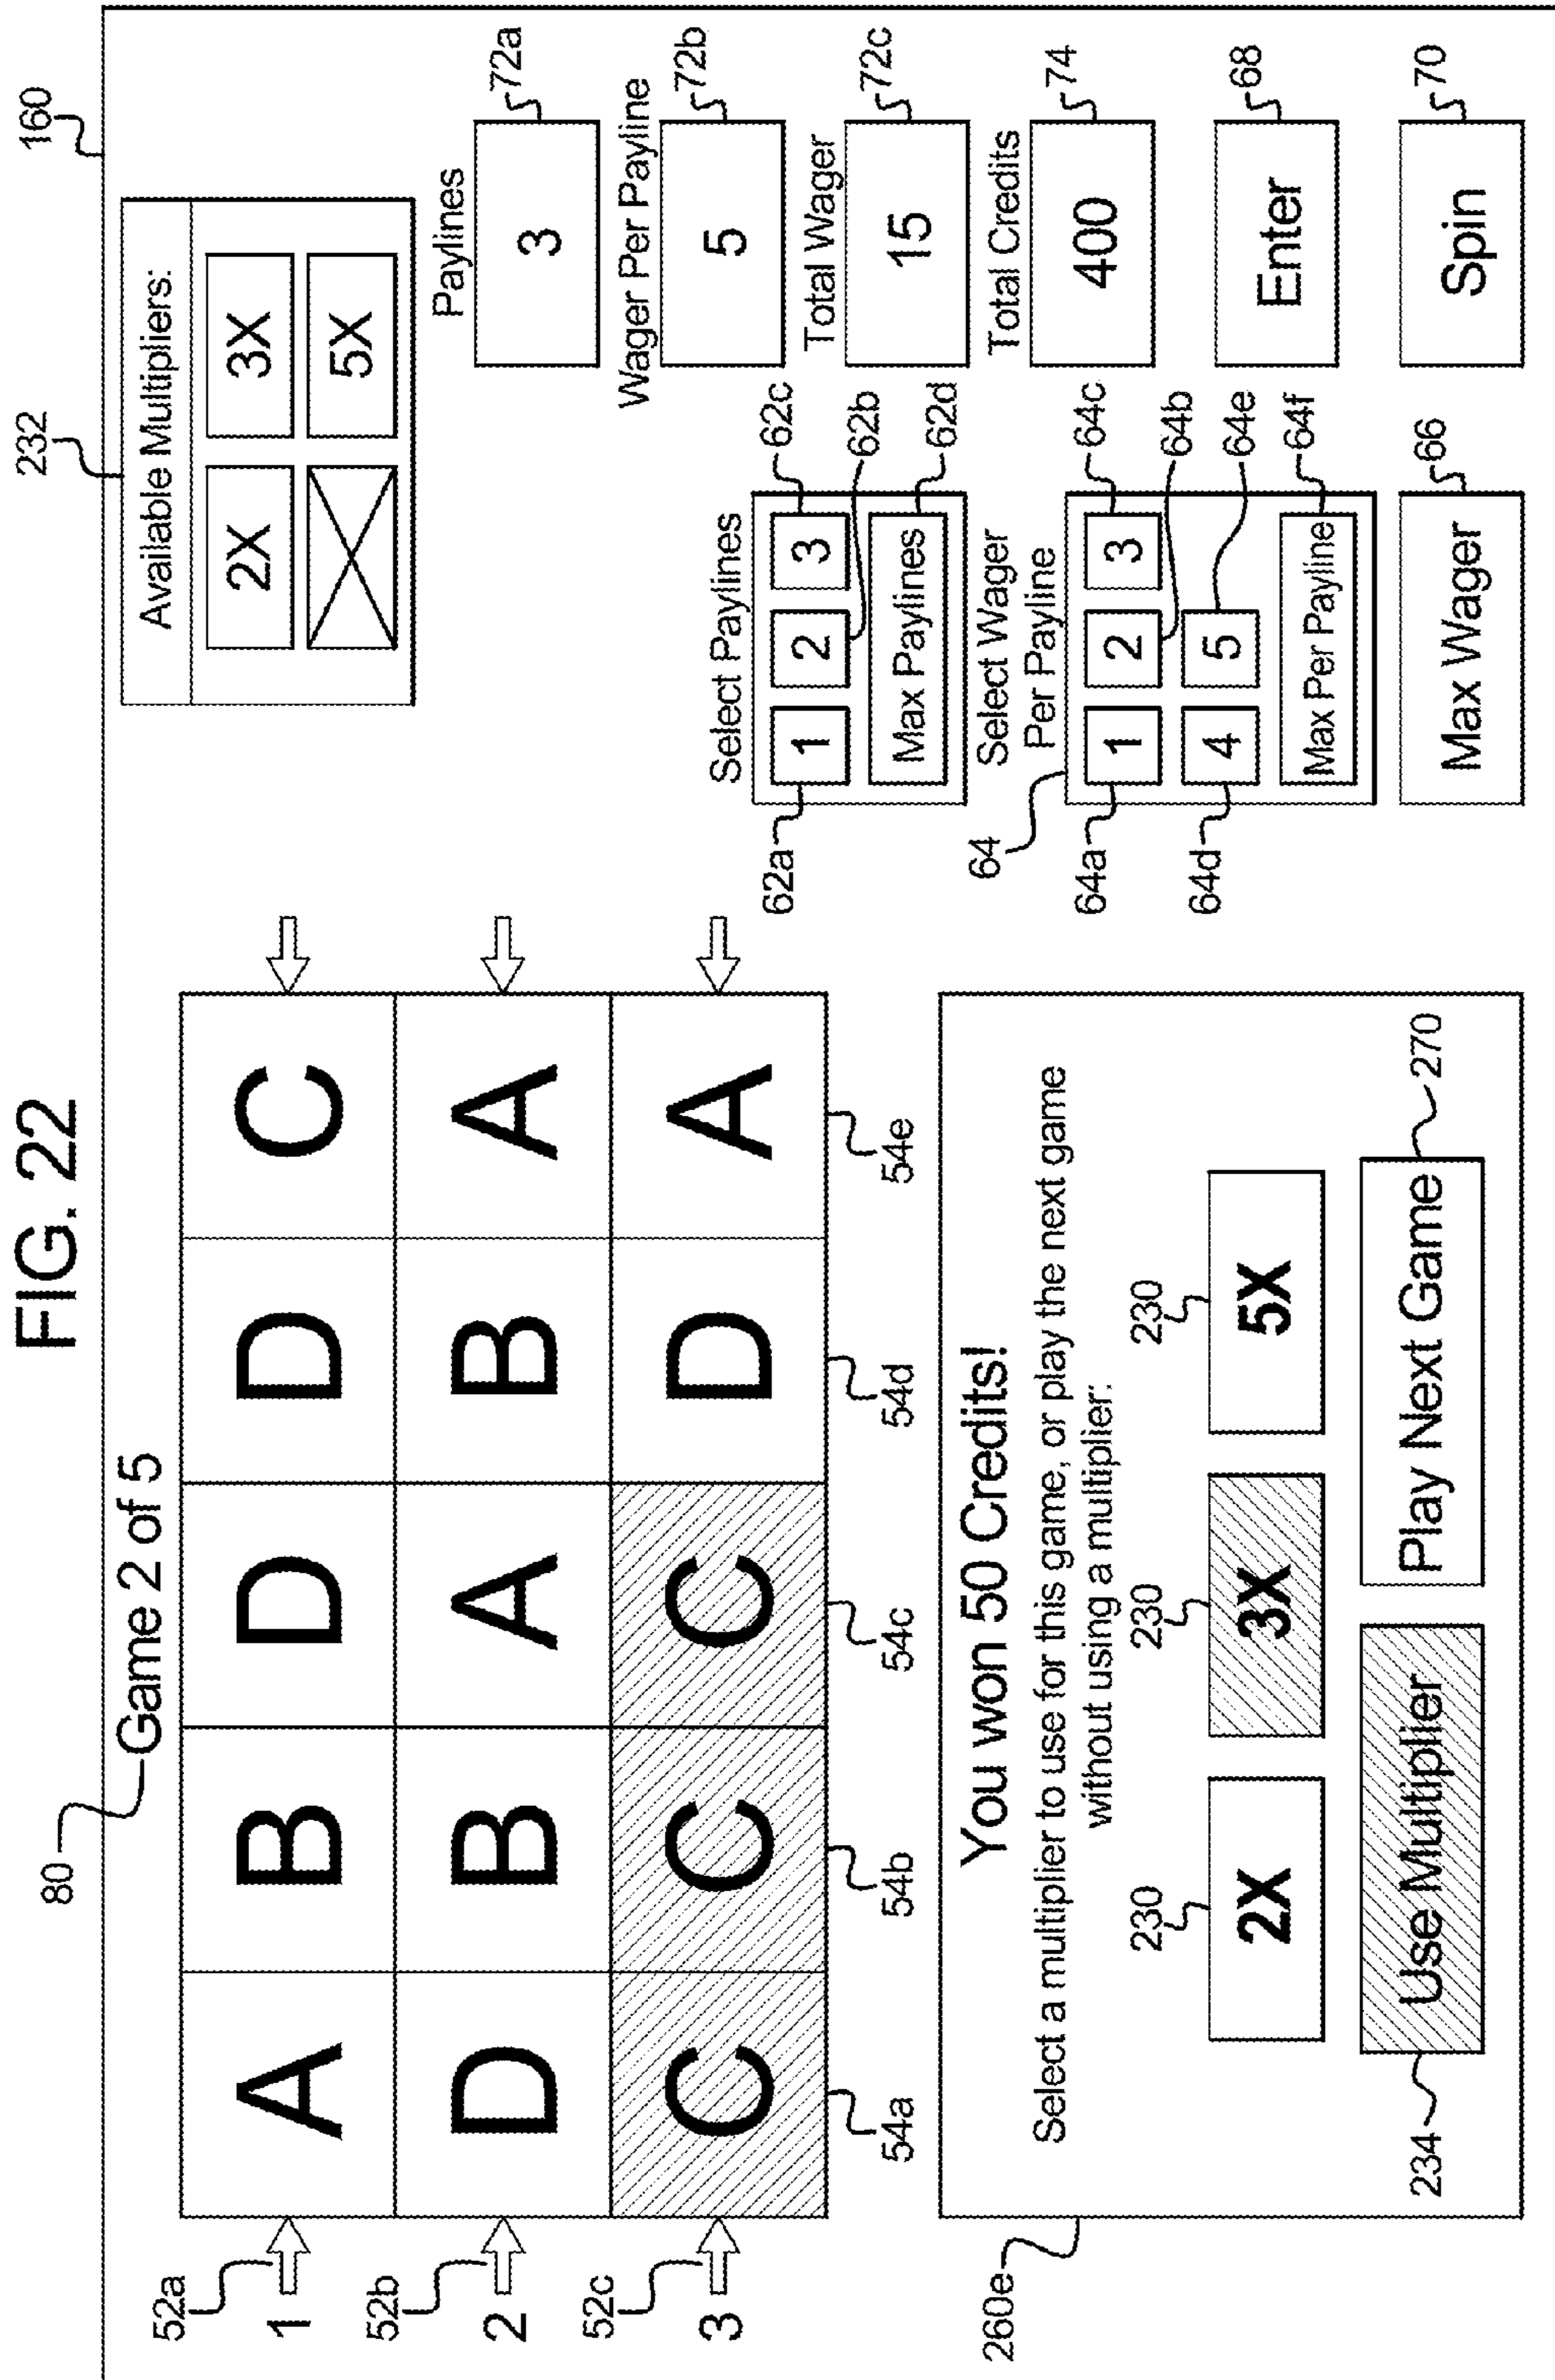 FIG. 22
160
232
80
Game 2 of 5
Available Multipliers:
2X 3X
5X
52a
1
A B D D C
52b
2
D B A B A
52c
3
C C C D A
54a 54b 54c 54d 54e
Paylines
3
72a
Wager Per Payline
5
72b
Total Wager
15
72c
Total Credits
400
74
Enter
68
Spin
70
Select Paylines
1 2 3
62c
62b
Max Paylines
62d
62a
Select Wager
Per Payline
64
1 2 3
64c
64b
64a
4 5
64e
64d
Max Per Payline
64f
Max Wager
66
260e
You won 50 Credits!
Select a multiplier to use for this game, or play the next game
without using a multiplier:
230 230 230
2X 3X 5X
Use Multiplier Play Next Game
234
270